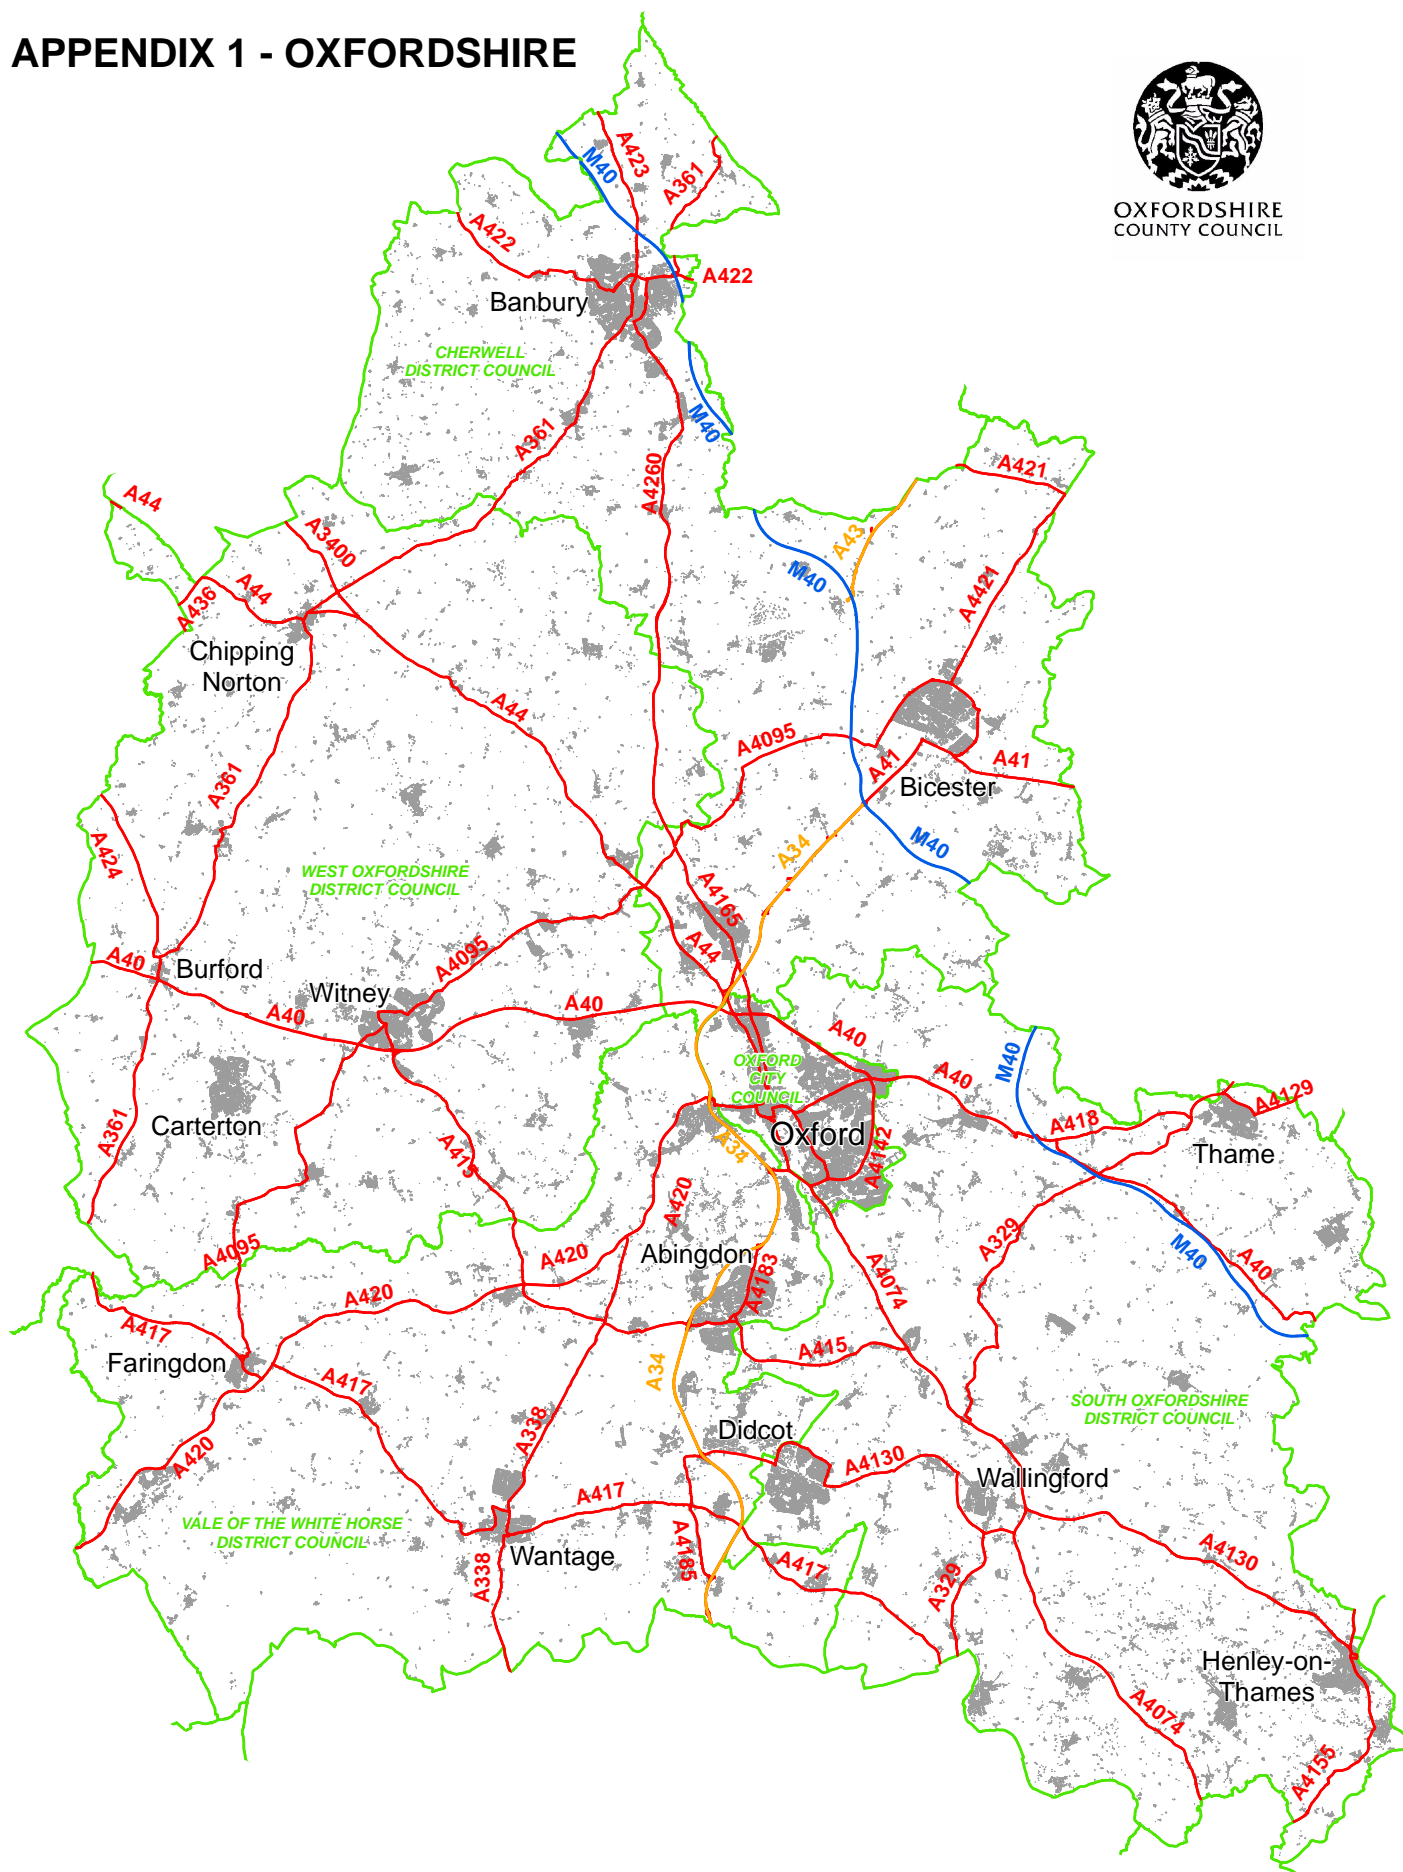 APPENDIX 1 - OXFORDSHIRE
OXFORDSHIRE
COUNTY COUNCIL
M40
A423
A361
A422
A422
Banbury
CHERWELL
DISTRICT COUNCIL
M40
A361
A4260
A421
A44
A3400
A43
M40
A44
A436
A4421
Chipping
Norton
A44
A4095
A41
A41
Bicester
A361
A424
M40
A34
WEST OXFORDSHIRE
DISTRICT COUNCIL
A4165
A44
A4095
A40
Burford
Witney
A40
A40
A40
M40
OXFORD
CITY
COUNCIL
A40
A4129
A361
Carterton
A418
Oxford
A34
A4142
Thame
A415
A420
A329
A4095
A420
Abingdon
A4183
A4074
M40
A40
A420
A417
Faringdon
A415
A34
A417
SOUTH OXFORDSHIRE
DISTRICT COUNCIL
A338
Didcot
A420
A4130
Wallingford
A417
VALE OF THE WHITE HORSE
DISTRICT COUNCIL
Wantage
A338
A4185
A417
A329
A4130
Henley-on-
Thames
A4074
A4155